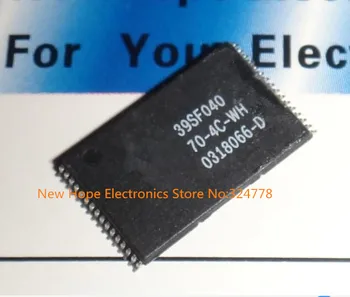 for Your Elec
39SF040
70-4C-WH
0318066-D
New Hope Electronics Store No:324778